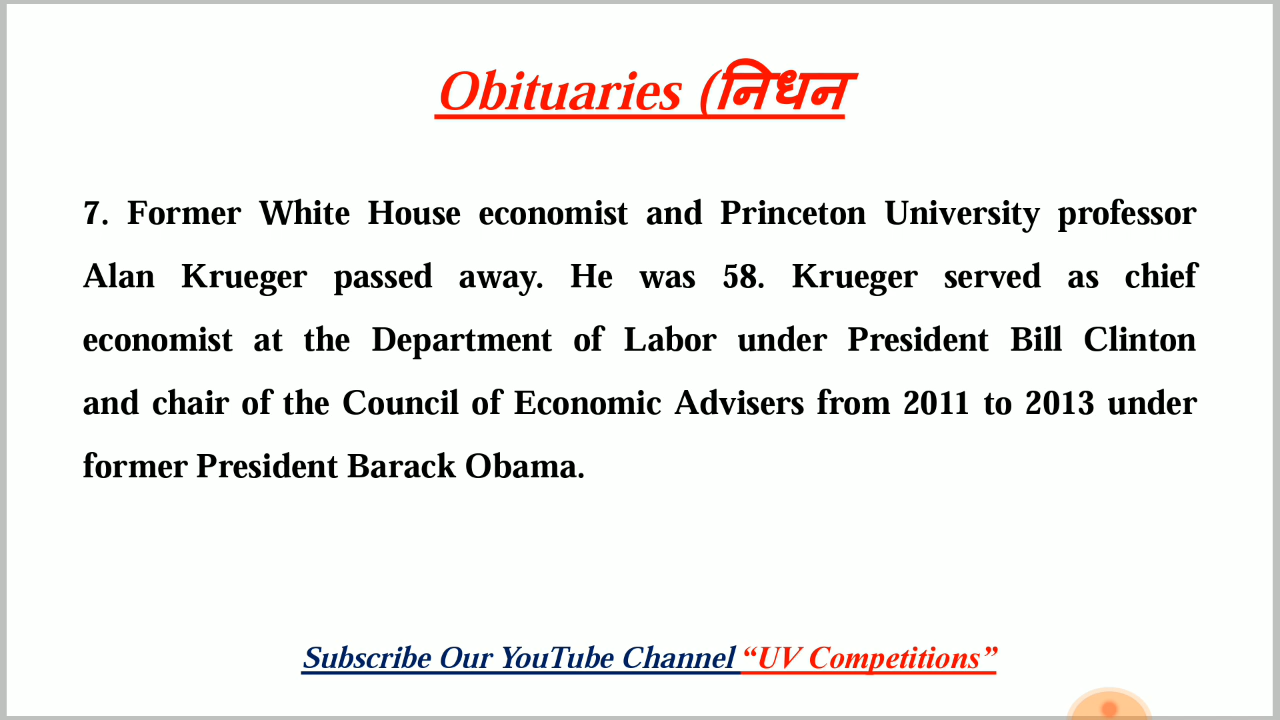 Obituaries (निधन
7. Former White House economist and Princeton University professor
Alan Krueger passed away. He was 58. Krueger served as chief
economist at the Department of Labor under President Bill Clinton
and chair of the Council of Economic Advisers from 2011 to 2013 under
former President Barack Obama.
Subscribe Our YouTube Channel “UV Competitions”